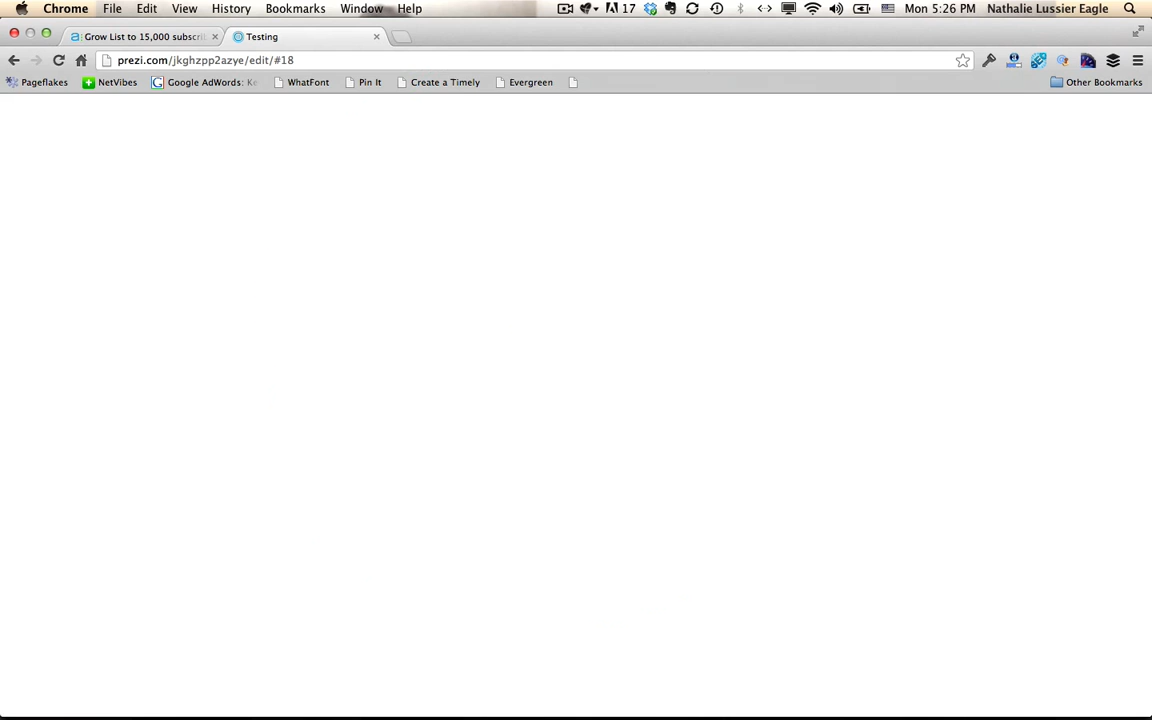 Chrome File Edit View History Bookmarks Window Help 17 Mon 5:26 PM Nathalie Lussier Eagle
a: Grow List to 15,000 subscri Testing
prezi.com/jkghzpp2azye/edit/#18
Pageflakes NetVibes Google AdWords: Ke WhatFont Pin It Create a Timely Evergreen Other Bookmarks